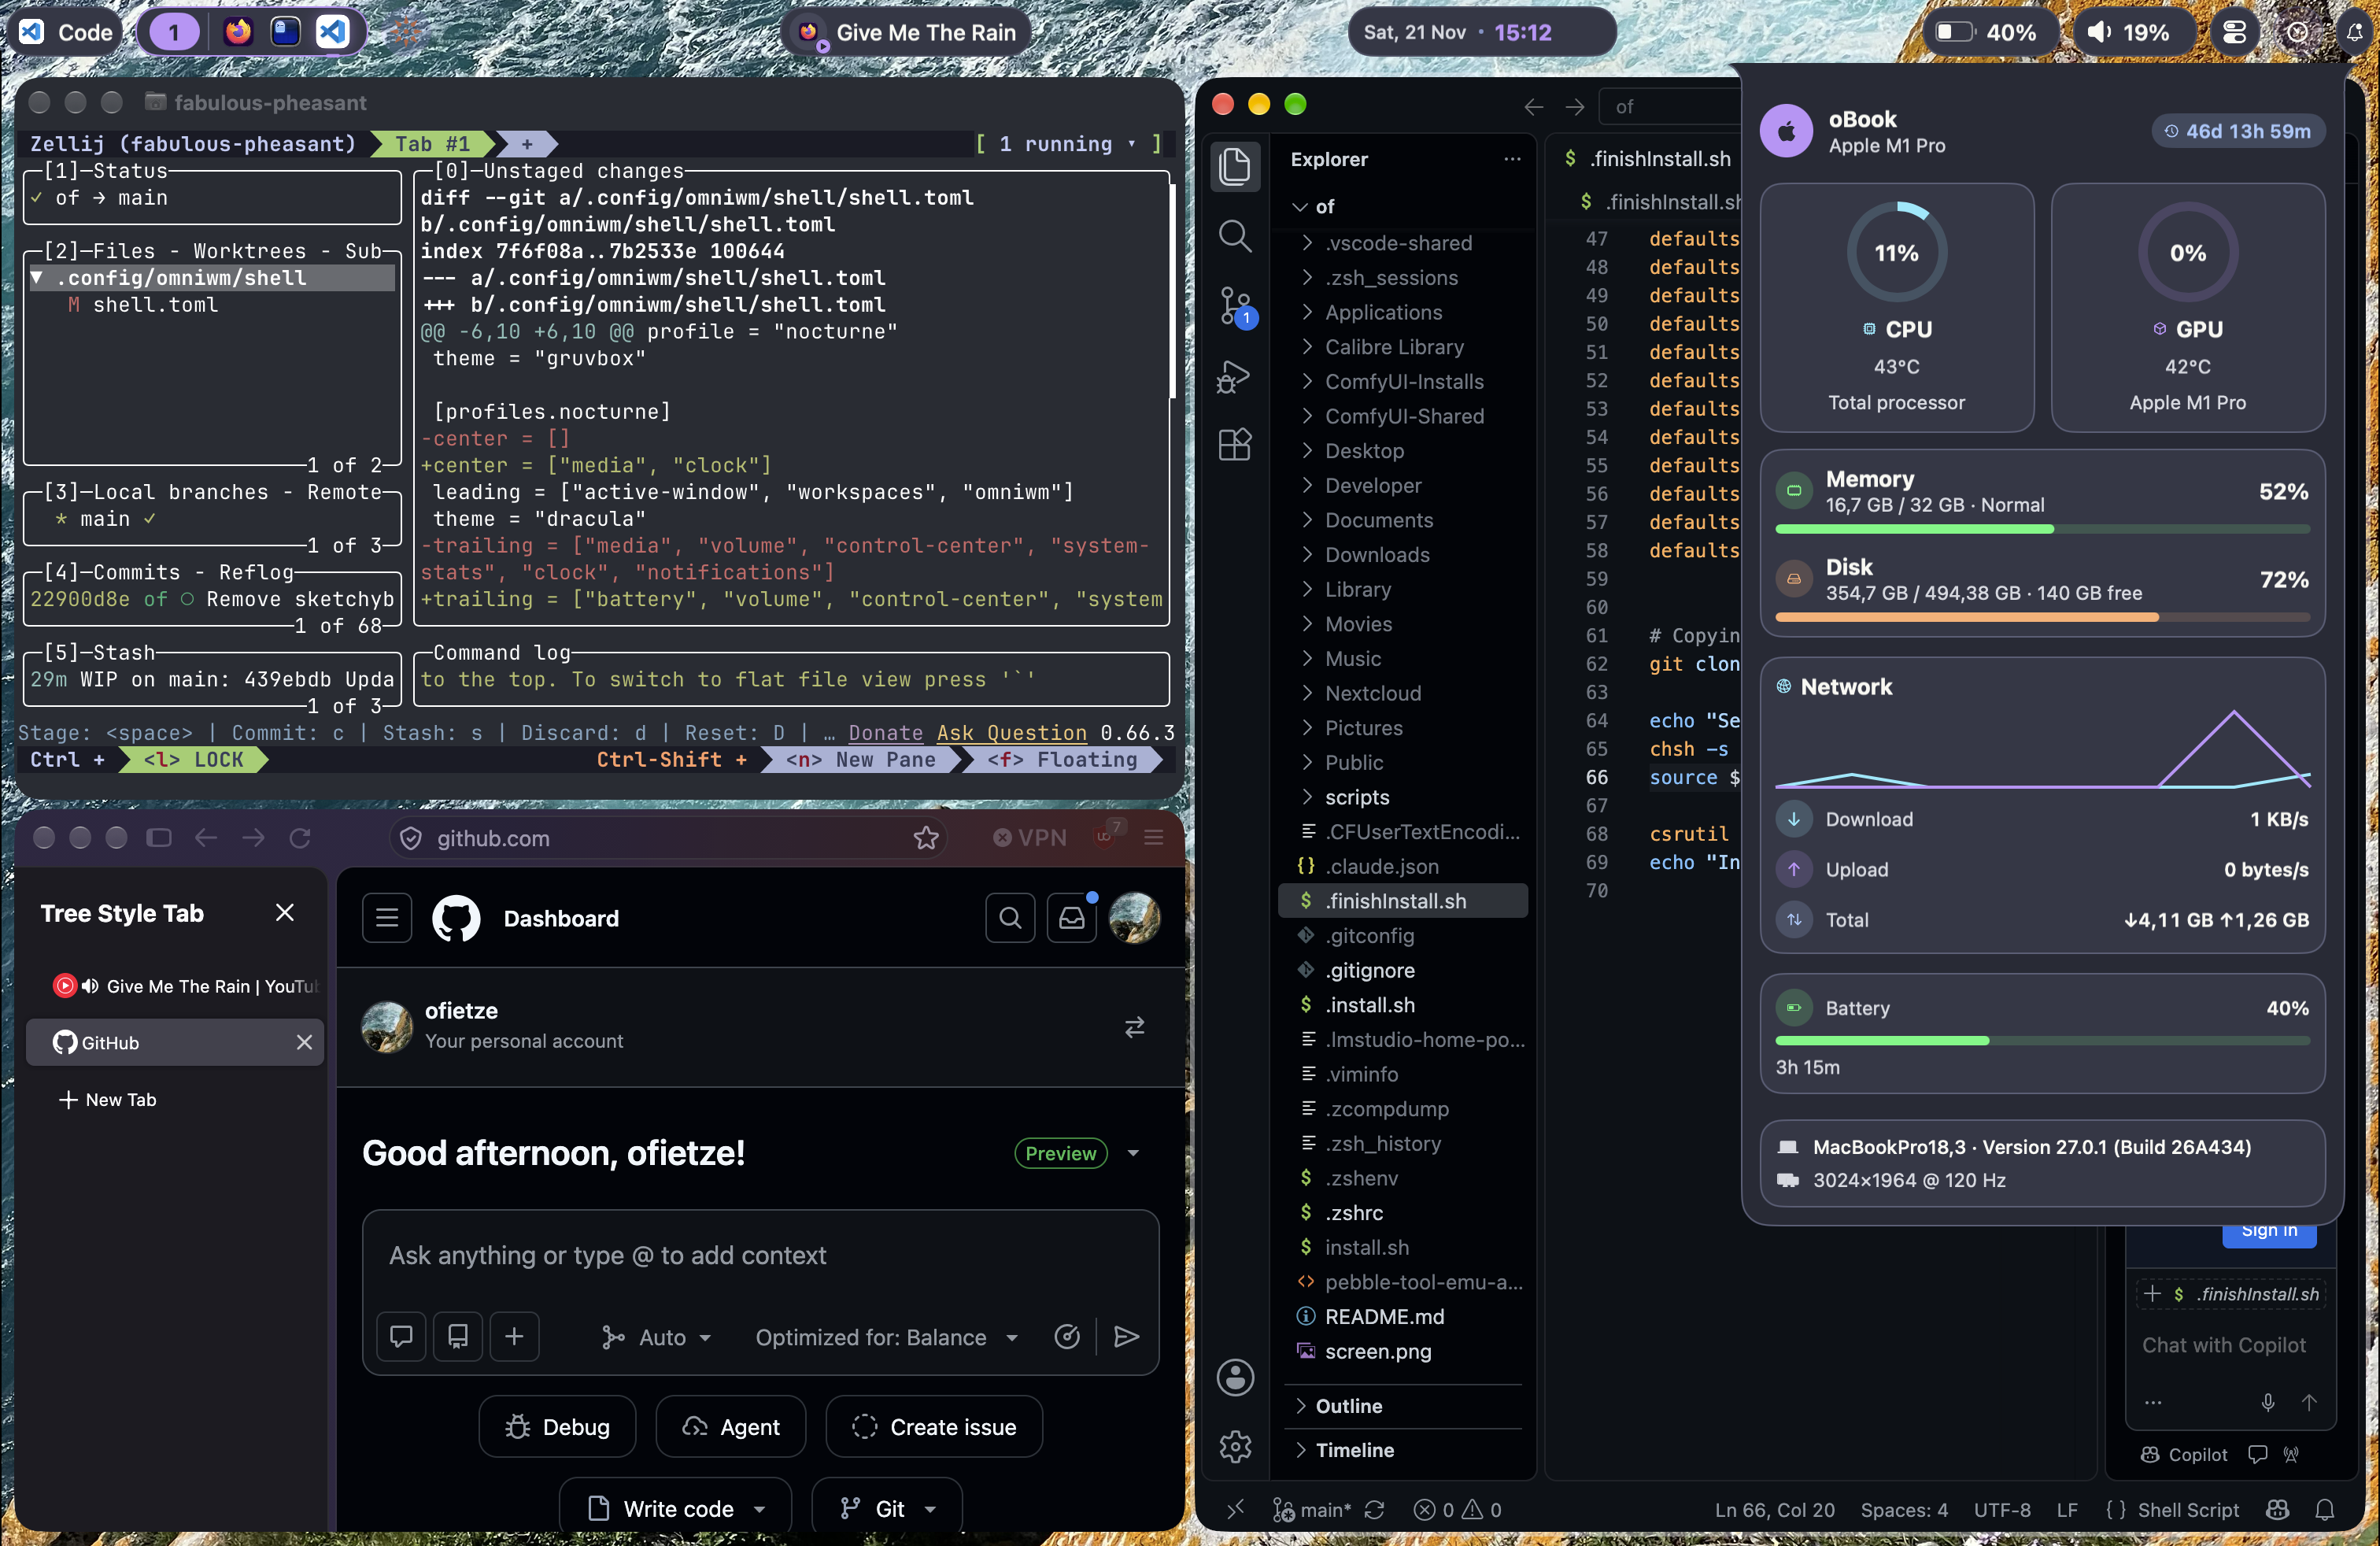 Code
1
Give Me The Rain
Sat, 21 Nov · 15:12
40%
19%
fabulous-pheasant
Zellij (fabulous-pheasant)
Tab #1
+
[ 1 running ▾ ]
[1]─Status
✓ of → main
[2]─Files - Worktrees - Sub
▼ .config/omniwm/shell
M shell.toml
1 of 2
[3]─Local branches - Remote
* main ✓
1 of 3
[4]─Commits - Reflog
22900d8e of ○ Remove sketchyb
1 of 68
[5]─Stash
29m WIP on main: 439ebdb Upda
1 of 3
[0]─Unstaged changes
diff --git a/.config/omniwm/shell/shell.toml
b/.config/omniwm/shell/shell.toml
index 7f6f08a..7b2533e 100644
--- a/.config/omniwm/shell/shell.toml
+++ b/.config/omniwm/shell/shell.toml
@@ -6,10 +6,10 @@ profile = "nocturne"
theme = "gruvbox"
[profiles.nocturne]
-center = []
+center = ["media", "clock"]
leading = ["active-window", "workspaces", "omniwm"]
theme = "dracula"
-trailing = ["media", "volume", "control-center", "system-
stats", "clock", "notifications"]
+trailing = ["battery", "volume", "control-center", "system
Command log
to the top. To switch to flat file view press '`'
Stage: <space> | Commit: c | Stash: s | Discard: d | Reset: D | … Donate Ask Question 0.66.3
Ctrl + <l> LOCK
Ctrl-Shift + <n> New Pane <f> Floating
github.com
VPN
7
Tree Style Tab
Give Me The Rain | YouTub
GitHub
New Tab
Dashboard
ofietze
Your personal account
Good afternoon, ofietze!
Preview
Ask anything or type @ to add context
Auto
Optimized for: Balance
Debug
Agent
Create issue
Write code
Git
of
Explorer
1
of
.vscode-shared
.zsh_sessions
Applications
Calibre Library
ComfyUI-Installs
ComfyUI-Shared
Desktop
Developer
Documents
Downloads
Library
Movies
Music
Nextcloud
Pictures
Public
scripts
.CFUserTextEncodi...
.claude.json
.finishInstall.sh
.gitconfig
.gitignore
.install.sh
.lmstudio-home-po...
.viminfo
.zcompdump
.zsh_history
.zshenv
.zshrc
install.sh
pebble-tool-emu-a...
README.md
screen.png
Outline
Timeline
$ .finishInstall.sh
$ .finishInstall.sh
47 defaults
48 defaults
49 defaults
50 defaults
51 defaults
52 defaults
53 defaults
54 defaults
55 defaults
56 defaults
57 defaults
58 defaults
59
60
61 # Copyin
62 git clon
63
64 echo "Se
65 chsh -s
66 source $
67
68 csrutil
69 echo "In
70
oBook
Apple M1 Pro
46d 13h 59m
11%
CPU
43°C
Total processor
0%
GPU
42°C
Apple M1 Pro
Memory
16,7 GB / 32 GB · Normal
52%
Disk
354,7 GB / 494,38 GB · 140 GB free
72%
Network
Download 1 KB/s
Upload 0 bytes/s
Total ↓4,11 GB ↑1,26 GB
Battery 40%
3h 15m
MacBookPro18,3 · Version 27.0.1 (Build 26A434)
3024×1964 @ 120 Hz
Sign In
$ .finishInstall.sh
Chat with Copilot
...
Copilot
main*
0
0
Ln 66, Col 20
Spaces: 4
UTF-8
LF
{ } Shell Script